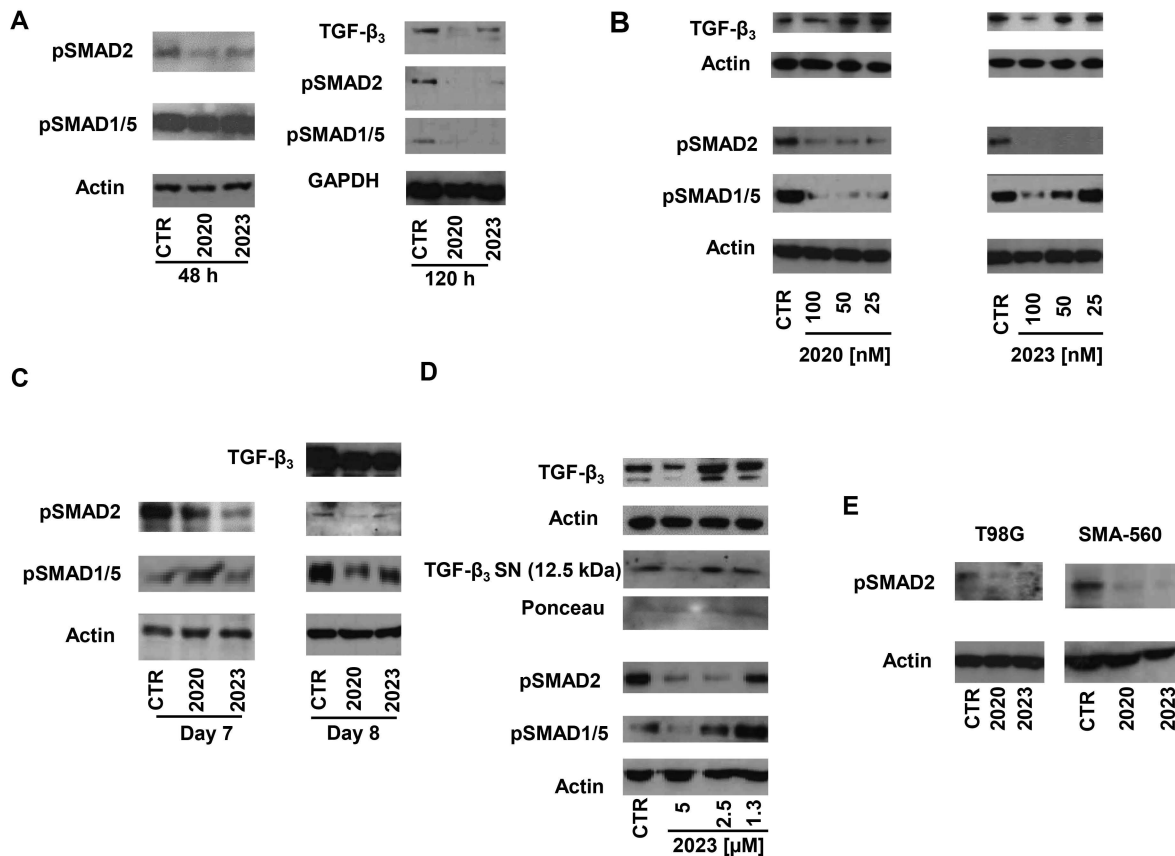 A
pSMAD2
pSMAD1/5
Actin
CTR
2020
2023
48 h
TGF-β₃
pSMAD2
pSMAD1/5
GAPDH
CTR
2020
2023
120 h
B
TGF-β₃
Actin
pSMAD2
pSMAD1/5
Actin
CTR
100
50
25
2020 [nM]
CTR
100
50
25
2023 [nM]
C
TGF-β₃
pSMAD2
pSMAD1/5
Actin
CTR
2020
2023
Day 7
CTR
2020
2023
Day 8
D
TGF-β₃
Actin
TGF-β₃ SN (12.5 kDa)
Ponceau
pSMAD2
pSMAD1/5
Actin
CTR
5
2.5
1.3
2023 [µM]
E
T98G SMA-560
pSMAD2
Actin
CTR
2020
2023
CTR
2020
2023